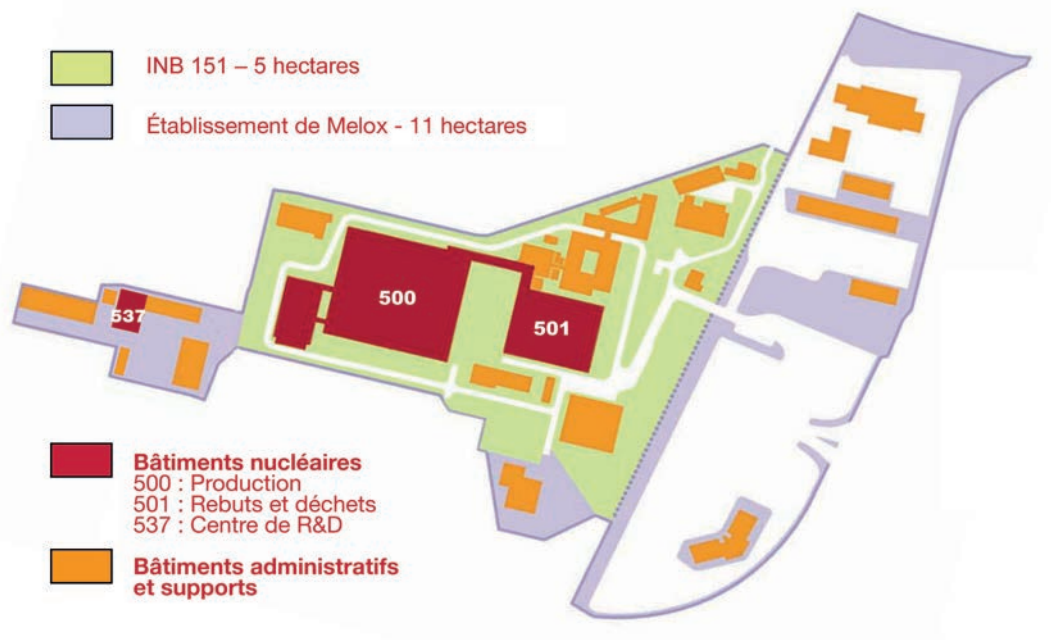 INB 151 – 5 hectares
Établissement de Melox - 11 hectares
500
501
537
Bâtiments nucléaires
500 : Production
501 : Rebuts et déchets
537 : Centre de R&D
Bâtiments administratifs
et supports